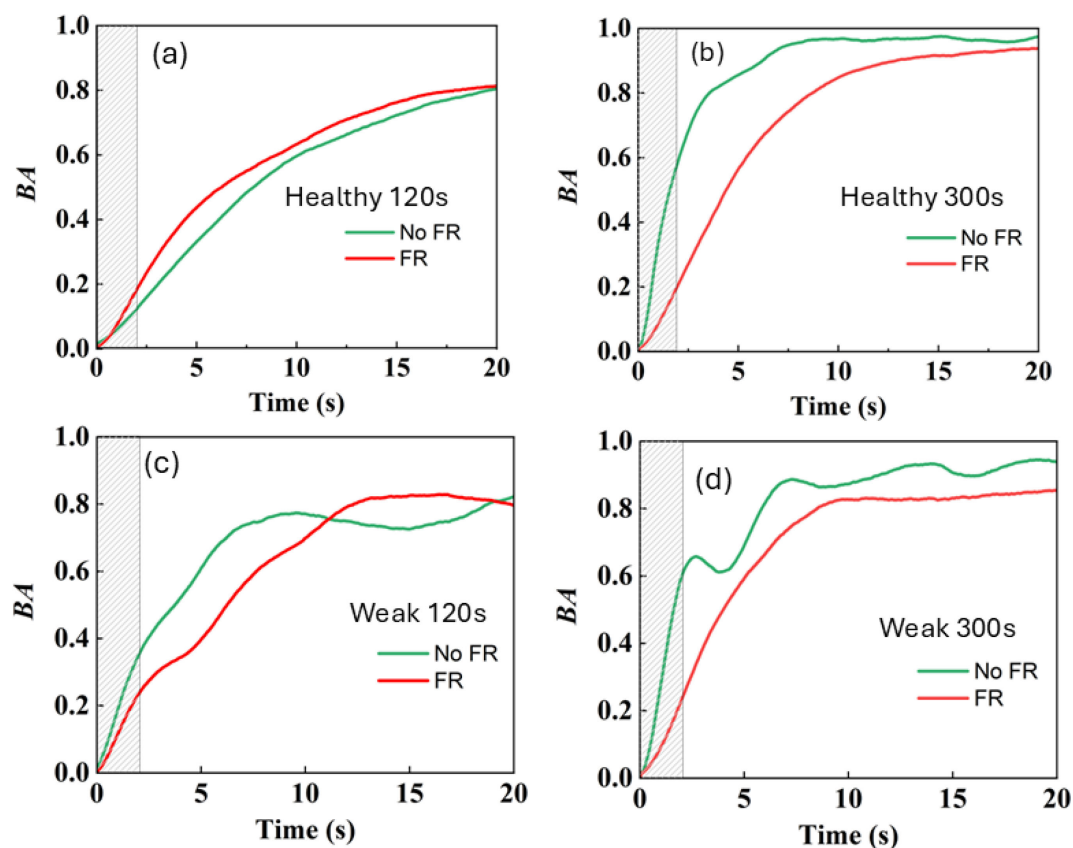 (a)
1.0
0.8
0.6
0.4
0.2
0.0
BA
Healthy 120s
No FR
FR
0 5 10 15 20
Time (s)
(b)
1.0
0.8
0.6
0.4
0.2
0.0
BA
Healthy 300s
No FR
FR
0 5 10 15 20
Time (s)
(c)
1.0
0.8
0.6
0.4
0.2
0.0
BA
Weak 120s
No FR
FR
0 5 10 15 20
Time (s)
(d)
1.0
0.8
0.6
0.4
0.2
0.0
BA
Weak 300s
No FR
FR
0 5 10 15 20
Time (s)